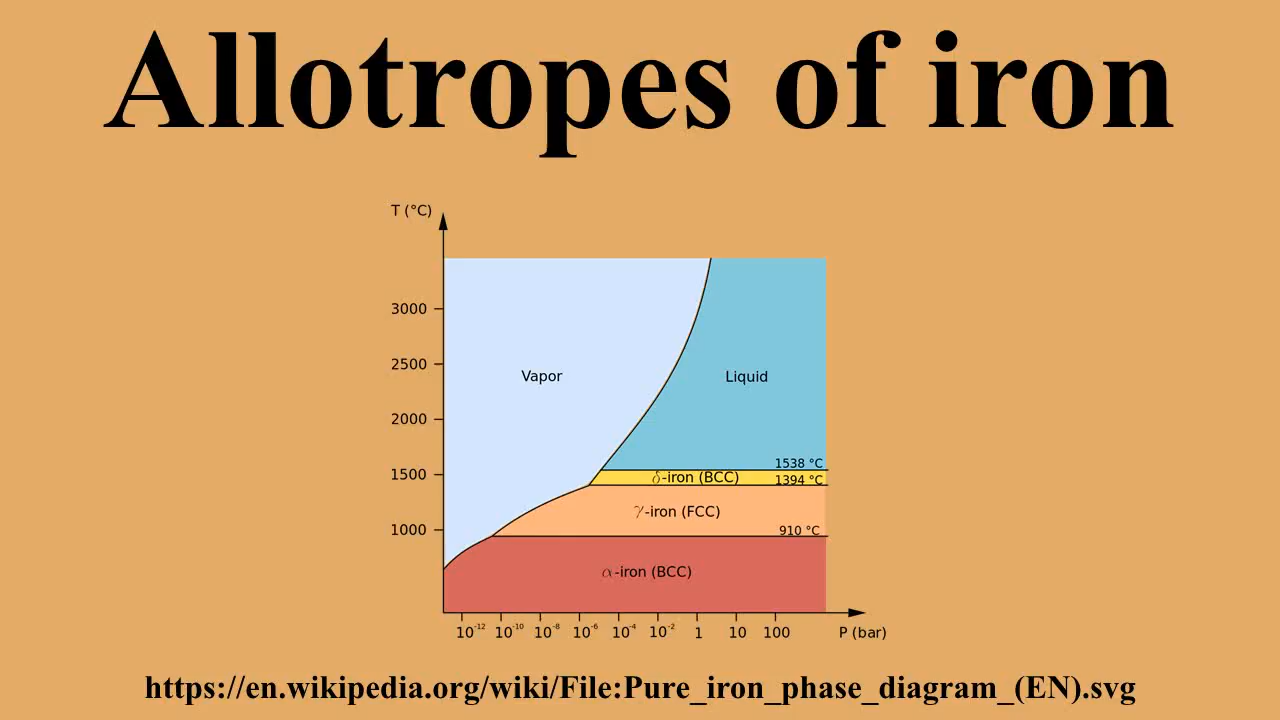 Allotropes of iron
T (°C)
3000
2500
Vapor
Liquid
2000
1538 °C
1500
δ-iron (BCC)
1394 °C
γ-iron (FCC)
1000
910 °C
α-iron (BCC)
10⁻¹² 10⁻¹⁰ 10⁻⁸ 10⁻⁶ 10⁻⁴ 10⁻² 1 10 100 P (bar)
https://en.wikipedia.org/wiki/File:Pure_iron_phase_diagram_(EN).svg